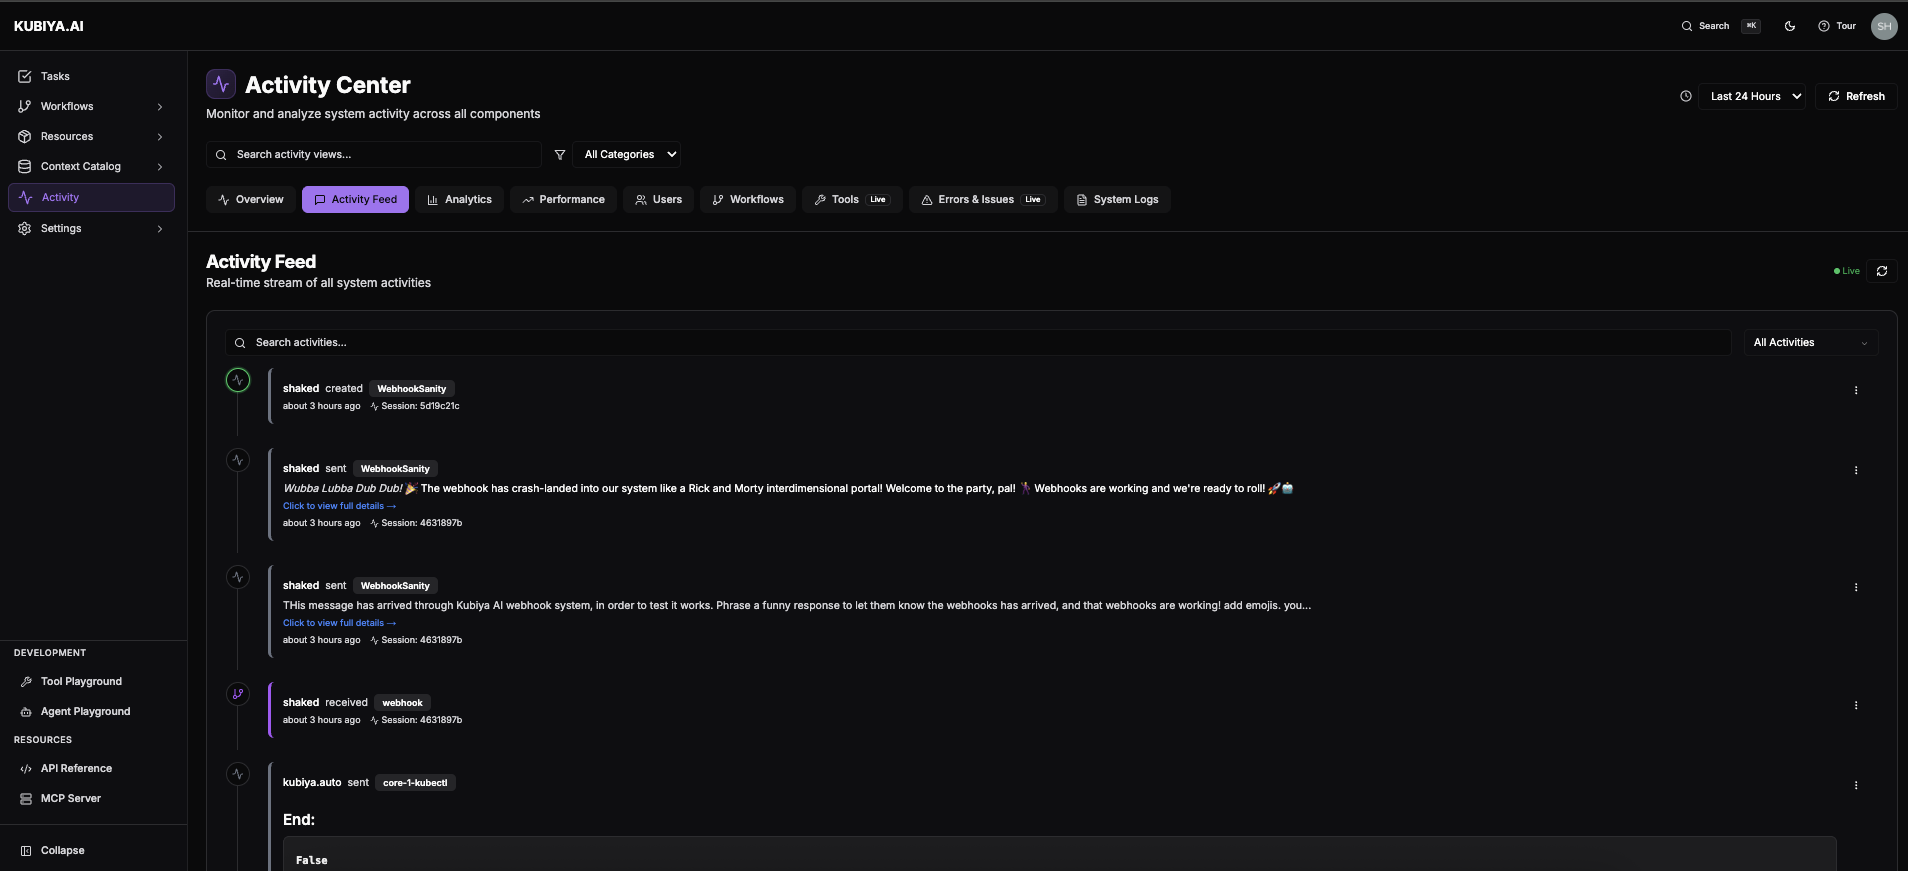 KUBIYA.AI
Search ⌘K Tour SH
Tasks
Workflows
Resources
Context Catalog
Activity
Settings
DEVELOPMENT
Tool Playground
Agent Playground
RESOURCES
API Reference
MCP Server
Collapse
Activity Center
Monitor and analyze system activity across all components
Last 24 Hours Refresh
Search activity views... All Categories
Overview Activity Feed Analytics Performance Users Workflows Tools Live Errors & Issues Live System Logs
Activity Feed
Real-time stream of all system activities
Live
Search activities... All Activities
shaked created WebhookSanity
about 3 hours ago Session: 5d19c21c
shaked sent WebhookSanity
Wubba Lubba Dub Dub! 🎉 The webhook has crash-landed into our system like a Rick and Morty interdimensional portal! Welcome to the party, pal! 🕺 Webhooks are working and we're ready to roll! 🚀🤖
Click to view full details →
about 3 hours ago Session: 4631897b
shaked sent WebhookSanity
THis message has arrived through Kubiya AI webhook system, in order to test it works. Phrase a funny response to let them know the webhooks has arrived, and that webhooks are working! add emojis. you...
Click to view full details →
about 3 hours ago Session: 4631897b
shaked received webhook
about 3 hours ago Session: 4631897b
kubiya.auto sent core-1-kubectl
End:
False